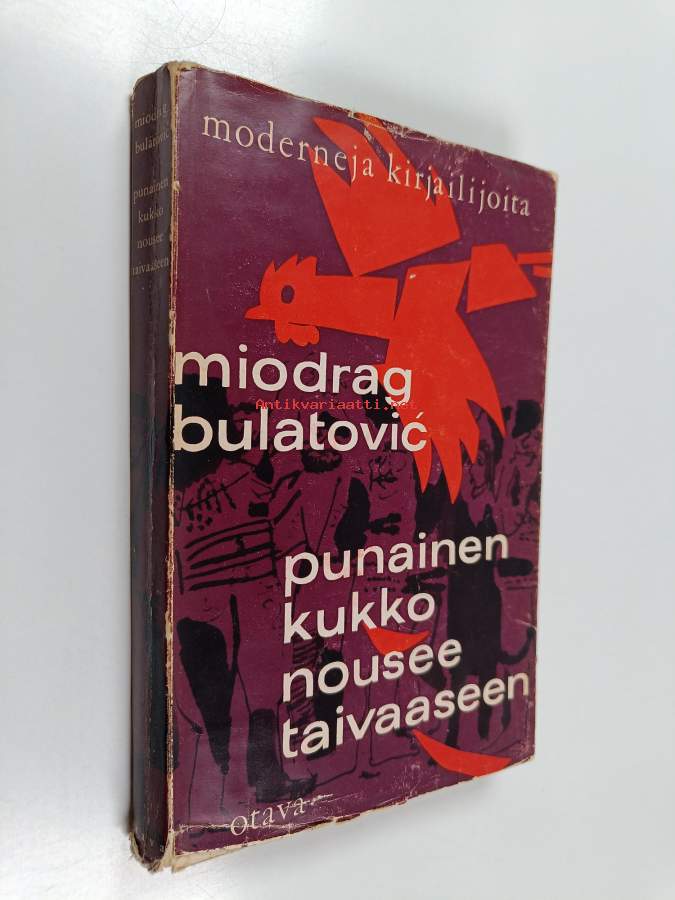 miodrag
bulatović
punainen
kukko
nousee
taivaaseen
moderneja kirjailijoita
miodrag
Antikvariaatti.net
bulatović
punainen
kukko
nousee
taivaaseen
otava